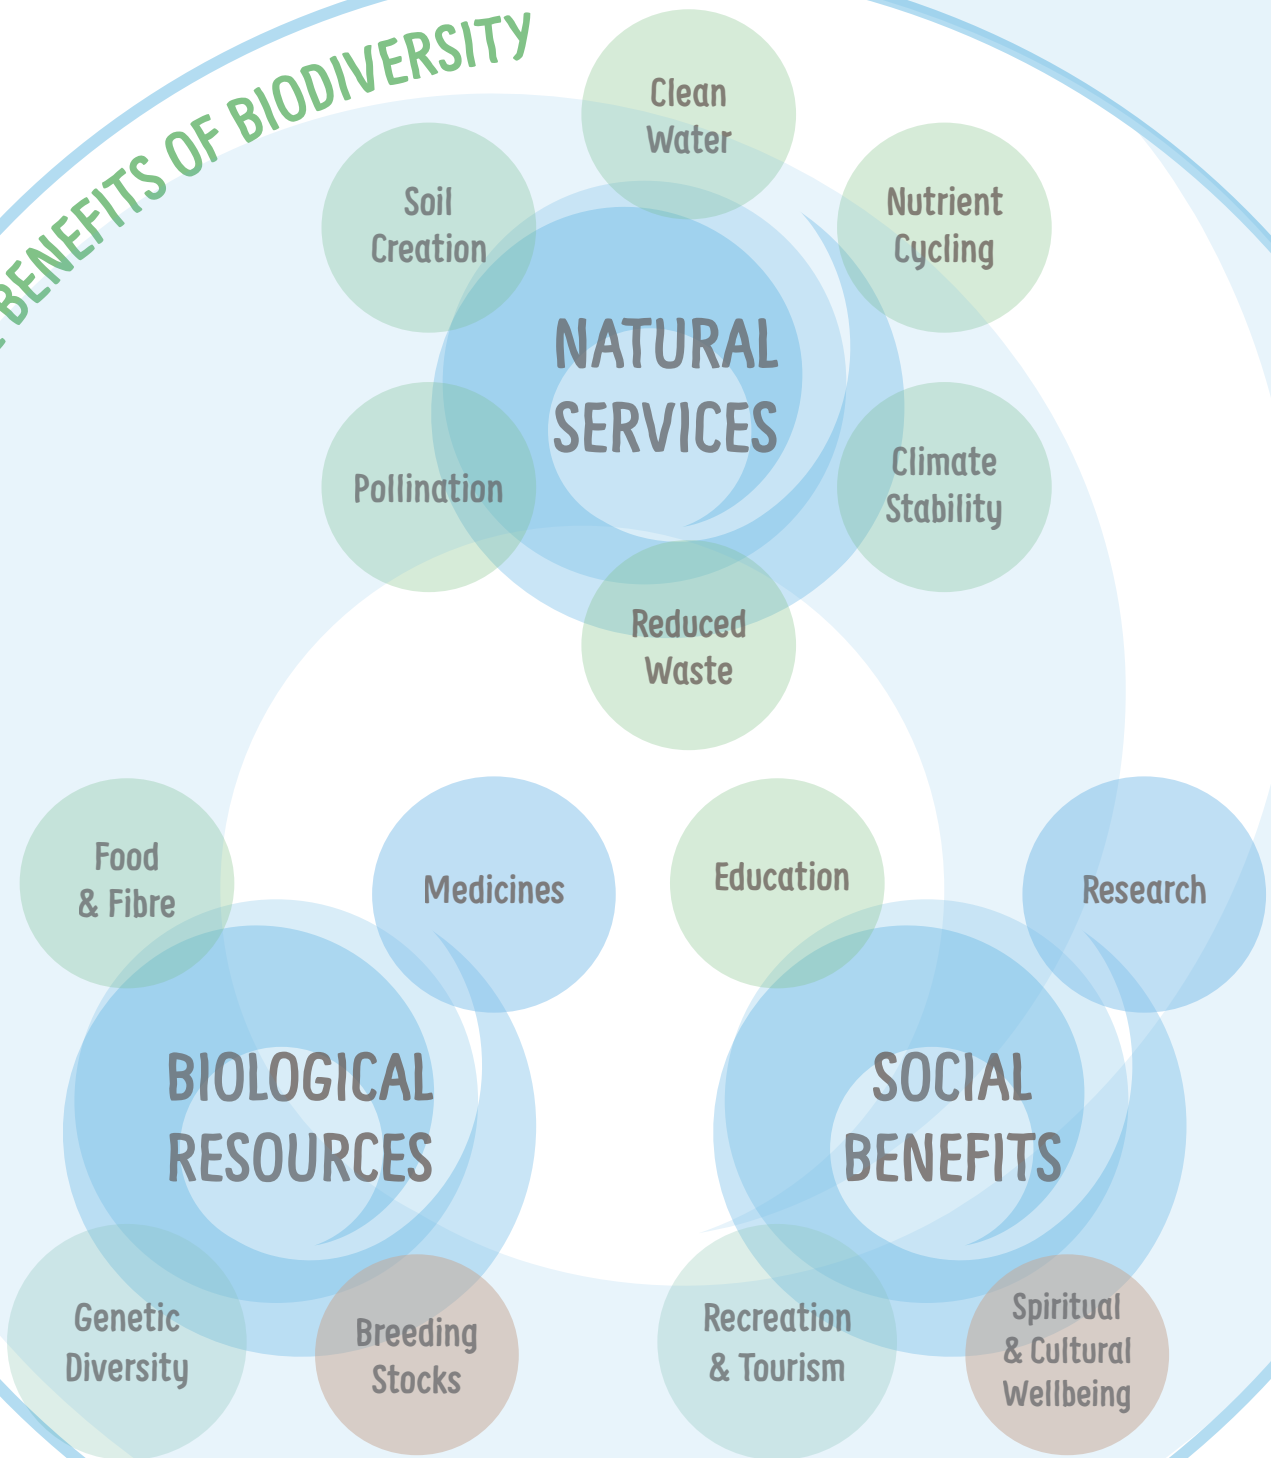 BENEFITS OF BIODIVERSITY
Clean
Water
Soil
Creation
Nutrient
Cycling
NATURAL
SERVICES
Pollination
Climate
Stability
Reduced
Waste
Food
& Fibre
Medicines
BIOLOGICAL
RESOURCES
Genetic
Diversity
Breeding
Stocks
Education
Research
SOCIAL
BENEFITS
Recreation
& Tourism
Spiritual
& Cultural
Wellbeing